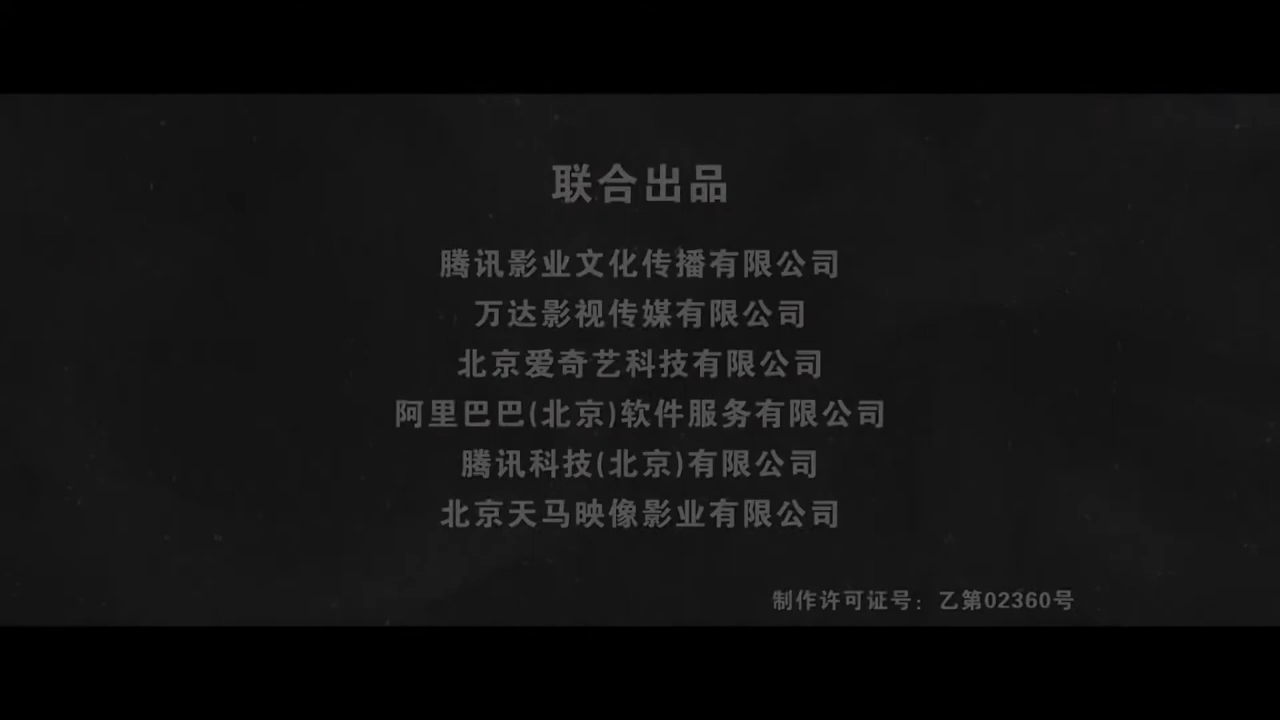 联合出品
腾讯影业文化传播有限公司
万达影视传媒有限公司
北京爱奇艺科技有限公司
阿里巴巴(北京)软件服务有限公司
腾讯科技(北京)有限公司
北京天马映像影业有限公司
制作许可证号：乙第02360号